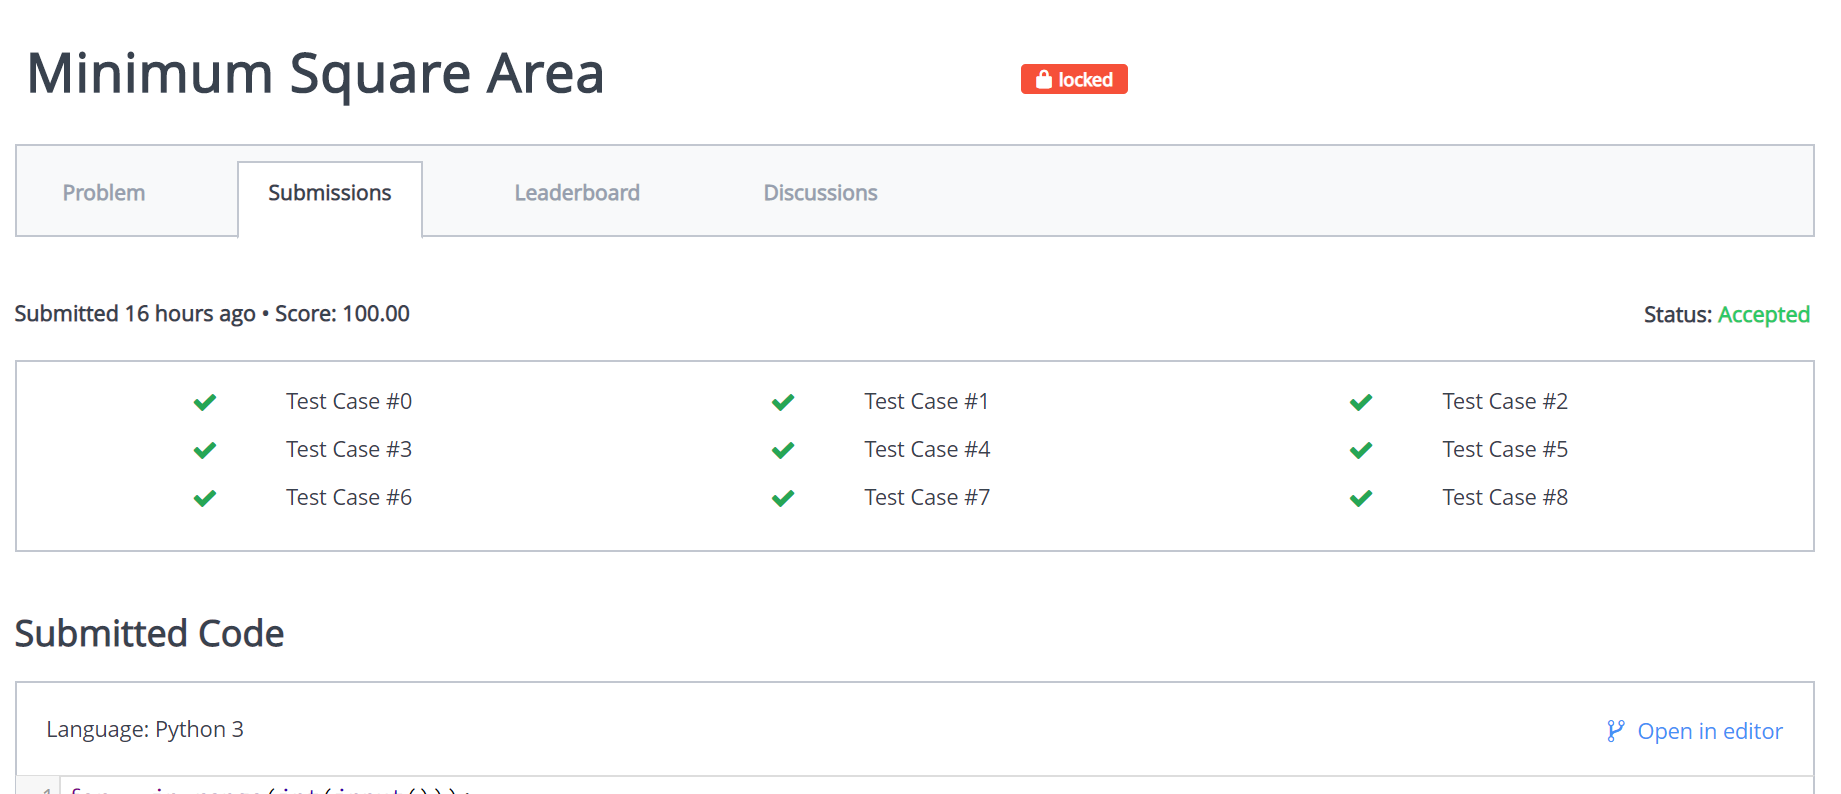 Minimum Square Area
locked
Problem Submissions Leaderboard Discussions
Submitted 16 hours ago • Score: 100.00 Status: Accepted
Test Case #0 Test Case #1 Test Case #2
Test Case #3 Test Case #4 Test Case #5
Test Case #6 Test Case #7 Test Case #8
Submitted Code
Language: Python 3 Open in editor